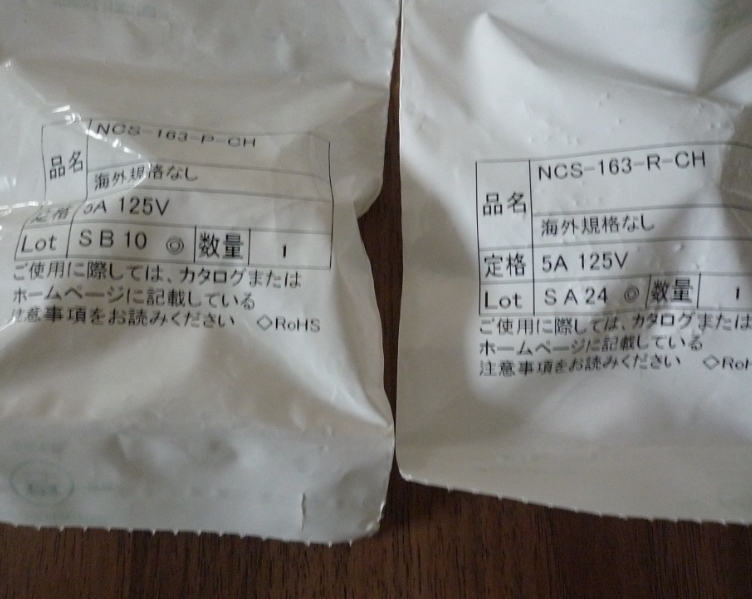 品名 NCS-163-P-CH
海外規格なし
定格 5A 125V
Lot SB10 ◎ 数量 1
ご使用に際しては、カタログまたは
ホームページに記載している
注意事項をお読みください ◇RoHS
品名 NCS-163-R-CH
海外規格なし
定格 5A 125V
Lot SA24 ◎ 数量 1
ご使用に際しては、カタログまたは
ホームページに記載している
注意事項をお読みください ◇RoH